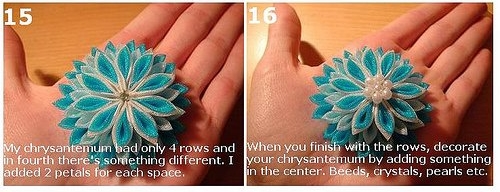 15
My chrysantemum had only 4 rows and
in fourth there's something different. I
added 2 petals for each space.
16
When you finish with the rows, decorate
your chrysantemum by adding something
in the center. Beeds, crystals, pearls etc.